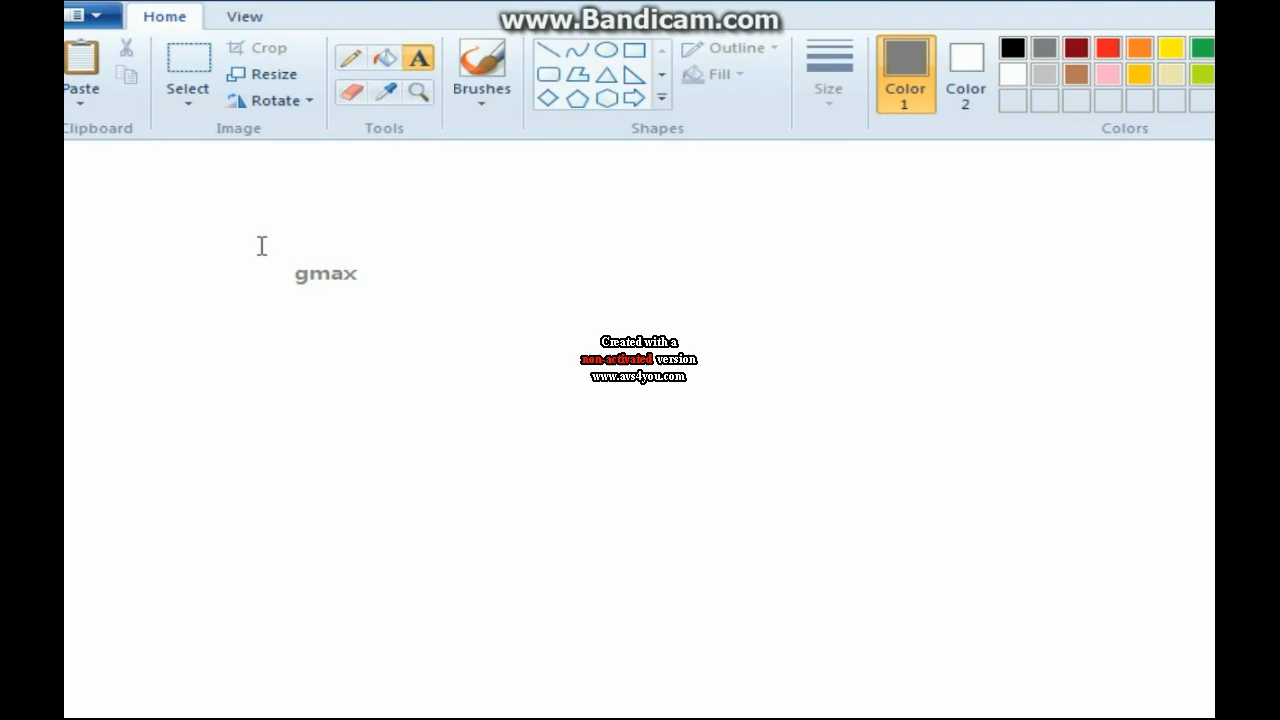 www.Bandicam.com
Home
View
Paste
Clipboard
Select
Crop
Resize
Rotate
Image
A
Tools
Brushes
Shapes
Outline
Fill
Size
Color
1
Color
2
Colors
gmax
Created with a
non-activated version
www.avs4you.com